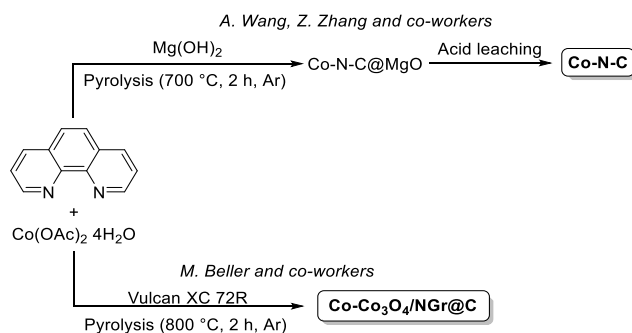 A. Wang, Z. Zhang and co-workers
Mg(OH)₂
Pyrolysis (700 °C, 2 h, Ar)
Co-N-C@MgO
Acid leaching
Co-N-C
N N
+
Co(OAc)₂ 4H₂O
M. Beller and co-workers
Vulcan XC 72R
Pyrolysis (800 °C, 2 h, Ar)
Co-Co₃O₄/NGr@C